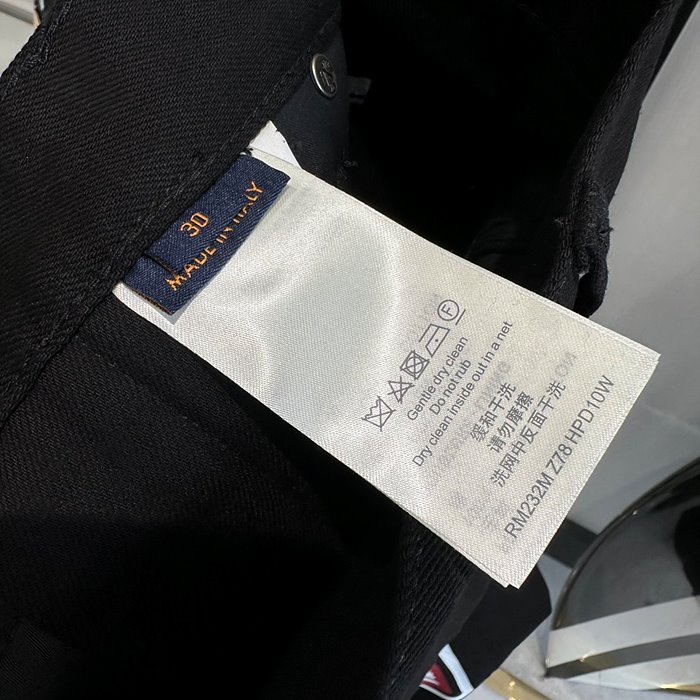 30
MADE IN ITALY
F
Gentle dry clean
Do not rub
Dry clean inside out in a net
缓和干洗
请勿摩擦
洗网中反面干洗
RM232M Z78 HPD10W